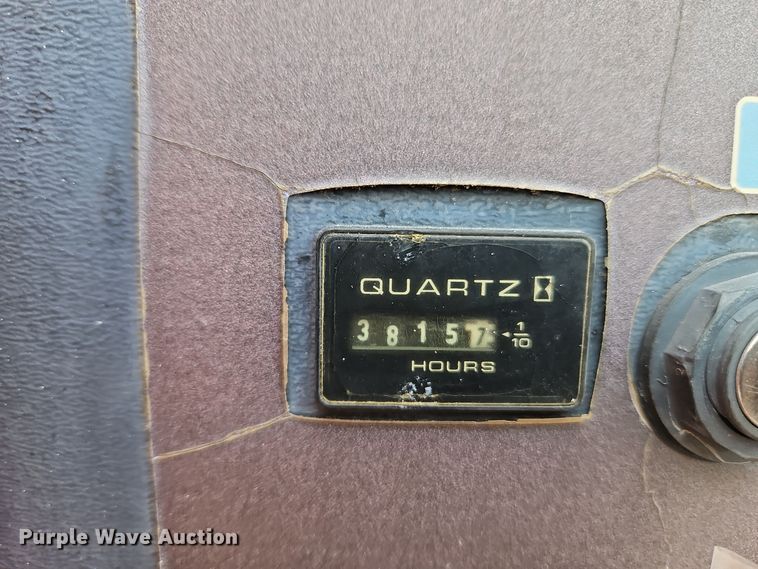 QUARTZ
38157 1/10
HOURS
Purple Wave Auction